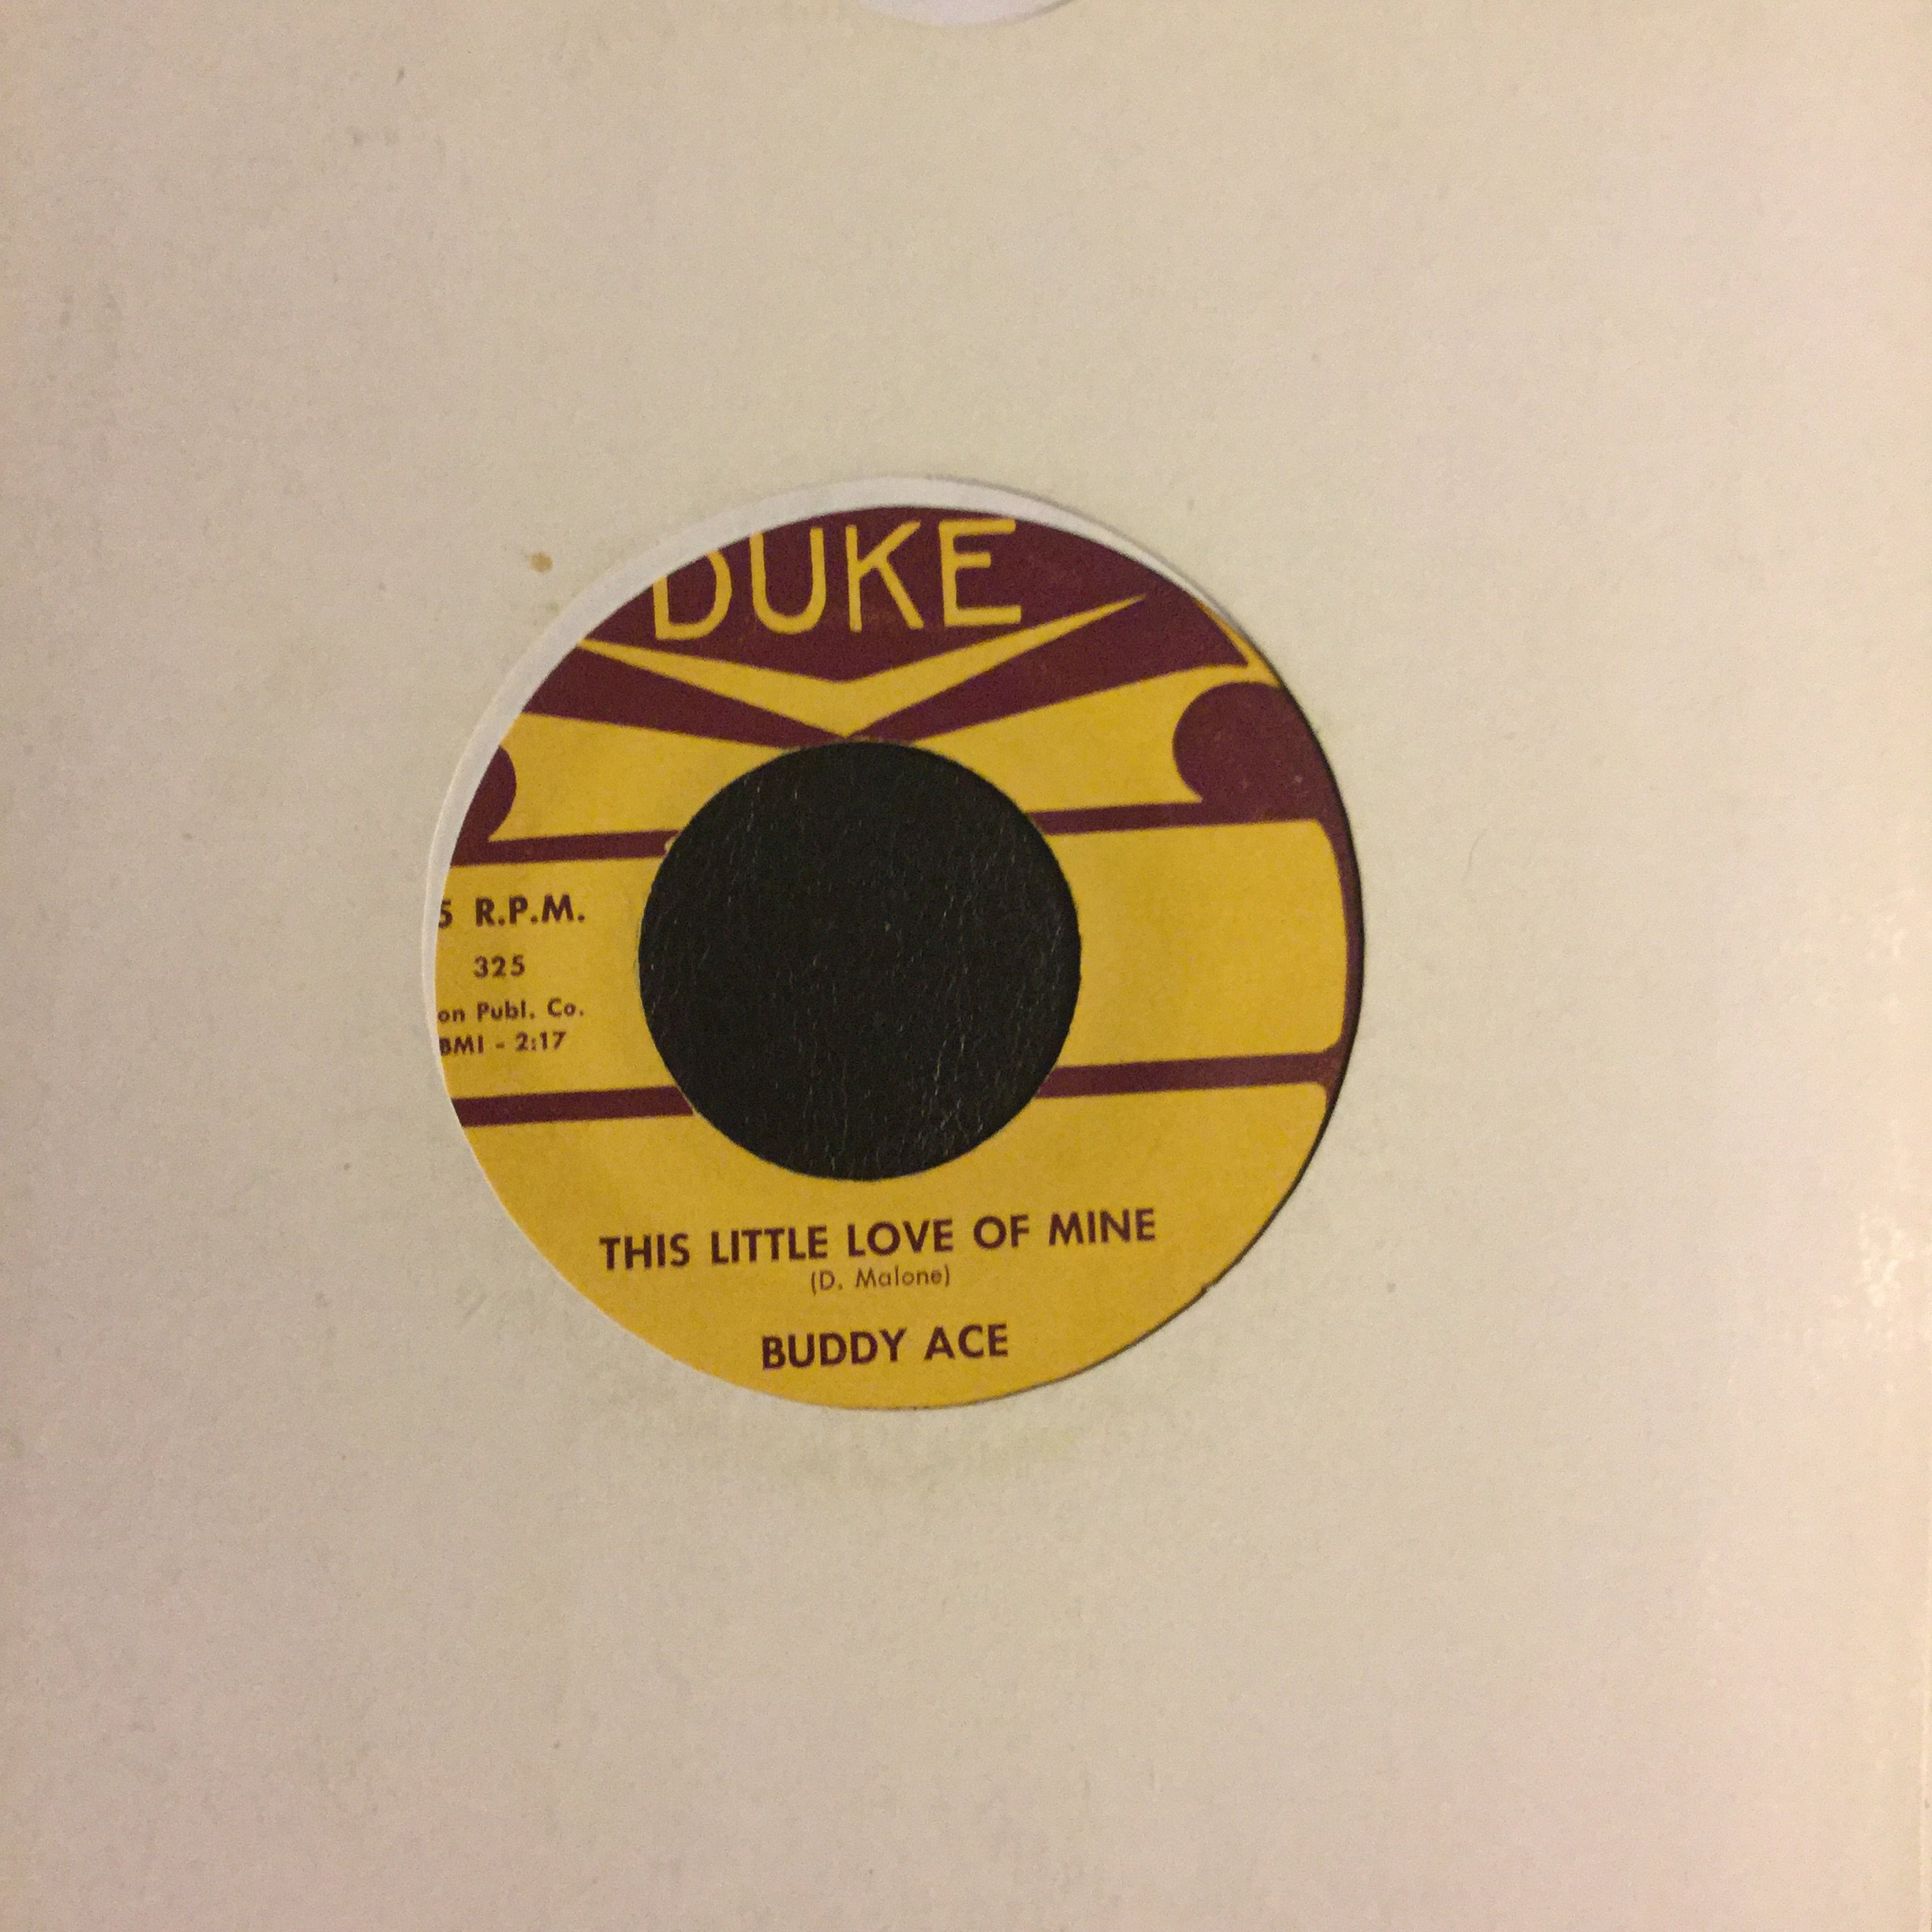 DUKE
5 R.P.M.
325
on Publ. Co.
BMI - 2:17
THIS LITTLE LOVE OF MINE
(D. Malone)
BUDDY ACE